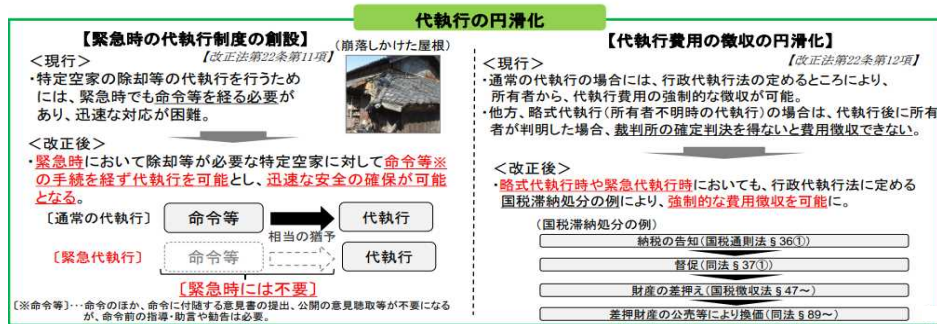 代執行の円滑化
【緊急時の代執行制度の創設】
(崩落しかけた屋根)
＜現行＞
【改正法第22条第11項】
・特定空家の除却等の代執行を行うため
には、緊急時でも命令等を経る必要が
あり、迅速な対応が困難。
＜改正後＞
・緊急時において除却等が必要な特定空家に対して命令等※
の手続を経ず代執行を可能とし、迅速な安全の確保が可能
となる。
〔通常の代執行〕
命令等
代執行
相当の猶予
〔緊急代執行〕
命令等
代執行
〔緊急時には不要〕
〔※命令等〕･･･命令のほか、命令に付随する意見書の提出、公開の意見聴取等が不要になる
が、命令前の指導・助言や勧告は必要。
【代執行費用の徴収の円滑化】
＜現行＞
【改正法第22条第12項】
・通常の代執行の場合には、行政代執行法の定めるところにより、
所有者から、代執行費用の強制的な徴収が可能。
・他方、略式代執行(所有者不明時の代執行)の場合は、代執行後に所有
者が判明した場合、裁判所の確定判決を得ないと費用徴収できない。
＜改正後＞
・略式代執行時や緊急代執行時においても、行政代執行法に定める
国税滞納処分の例により、強制的な費用徴収を可能に。
(国税滞納処分の例)
納税の告知(国税通則法§36①)
督促(同法§37①)
財産の差押え(国税徴収法§47～)
差押財産の公売等により換価(同法§89～)